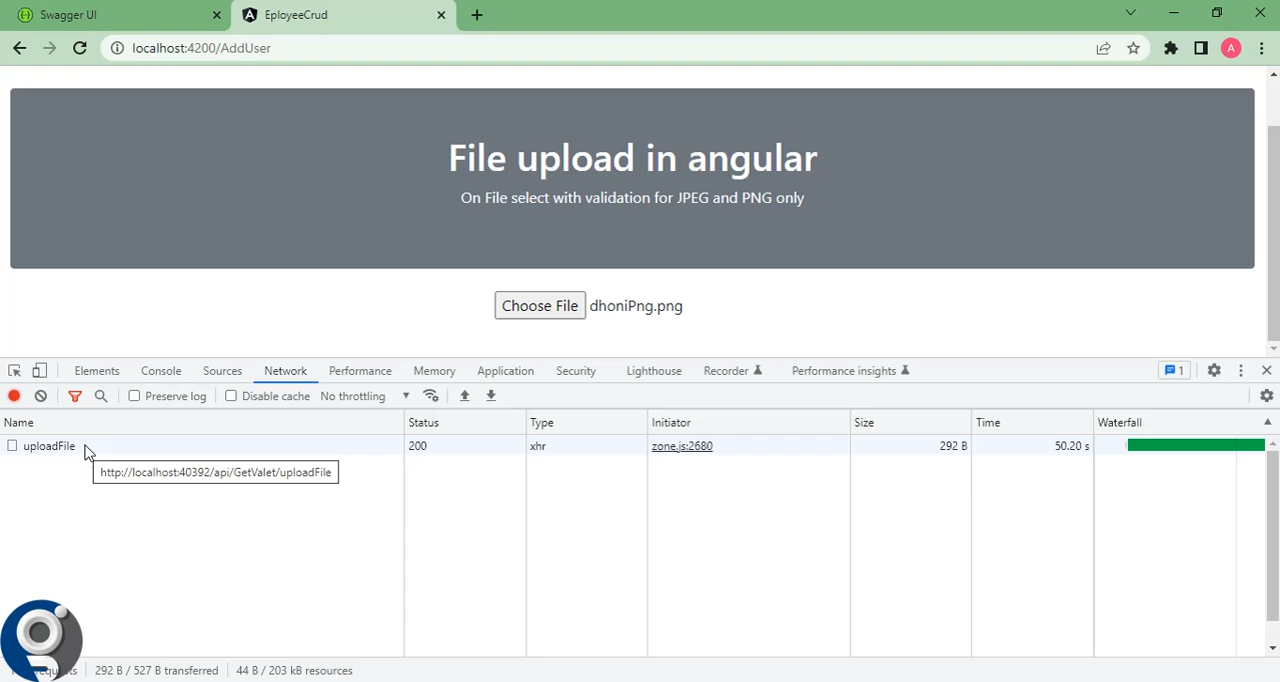 Swagger UI
EployeeCrud
localhost:4200/AddUser
A
File upload in angular
On File select with validation for JPEG and PNG only
Choose File dhoniPng.png
Elements Console Sources Network Performance Memory Application Security Lighthouse Recorder Performance insights 1
Preserve log Disable cache No throttling
Name Status Type Initiator Size Time Waterfall
uploadFile 200 xhr zone.js:2680 292 B 50.20 s
http://localhost:40392/api/GetValet/uploadFile
292 B / 527 B transferred 44 B / 203 kB resources